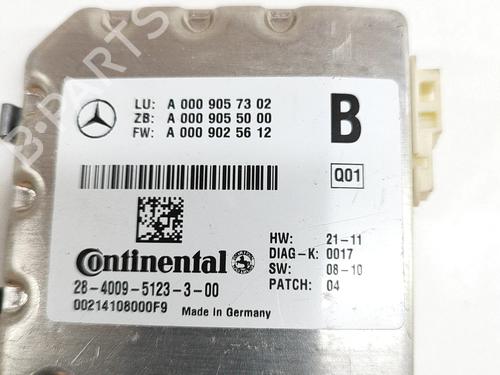 B-PARTS
LU: A 000 905 73 02
ZB: A 000 905 50 00
FW: A 000 902 56 12
B
Q01
Continental
HW: 21-11
DIAG-K: 0017
SW: 08-10
PATCH: 04
28-4009-5123-3-00
00214108000F9 Made in Germany